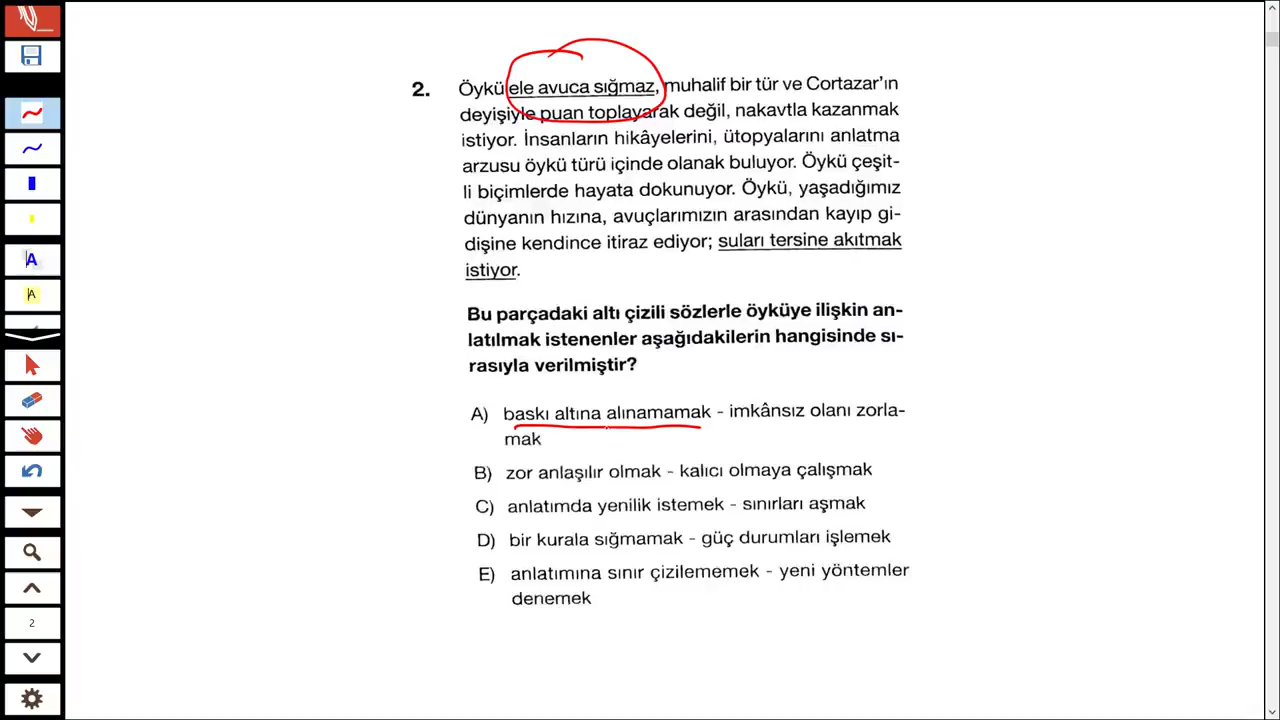 2. Öykü ele avuca sığmaz, muhalif bir tür ve Cortazar'ın
deyişiyle puan toplayarak değil, nakavtla kazanmak
istiyor. İnsanların hikâyelerini, ütopyalarını anlatma
arzusu öykü türü içinde olanak buluyor. Öykü çeşit-
li biçimlerde hayata dokunuyor. Öykü, yaşadığımız
dünyanın hızına, avuçlarımızın arasından kayıp gi-
dişine kendince itiraz ediyor; suları tersine akıtmak
istiyor.
Bu parçadaki altı çizili sözlerle öyküye ilişkin an-
latılmak istenenler aşağıdakilerin hangisinde sı-
rasıyla verilmiştir?
A) baskı altına alınamamak - imkânsız olanı zorla-
mak
B) zor anlaşılır olmak - kalıcı olmaya çalışmak
C) anlatımda yenilik istemek - sınırları aşmak
D) bir kurala sığmamak - güç durumları işlemek
E) anlatımına sınır çizilememek - yeni yöntemler
denemek
A
A
2